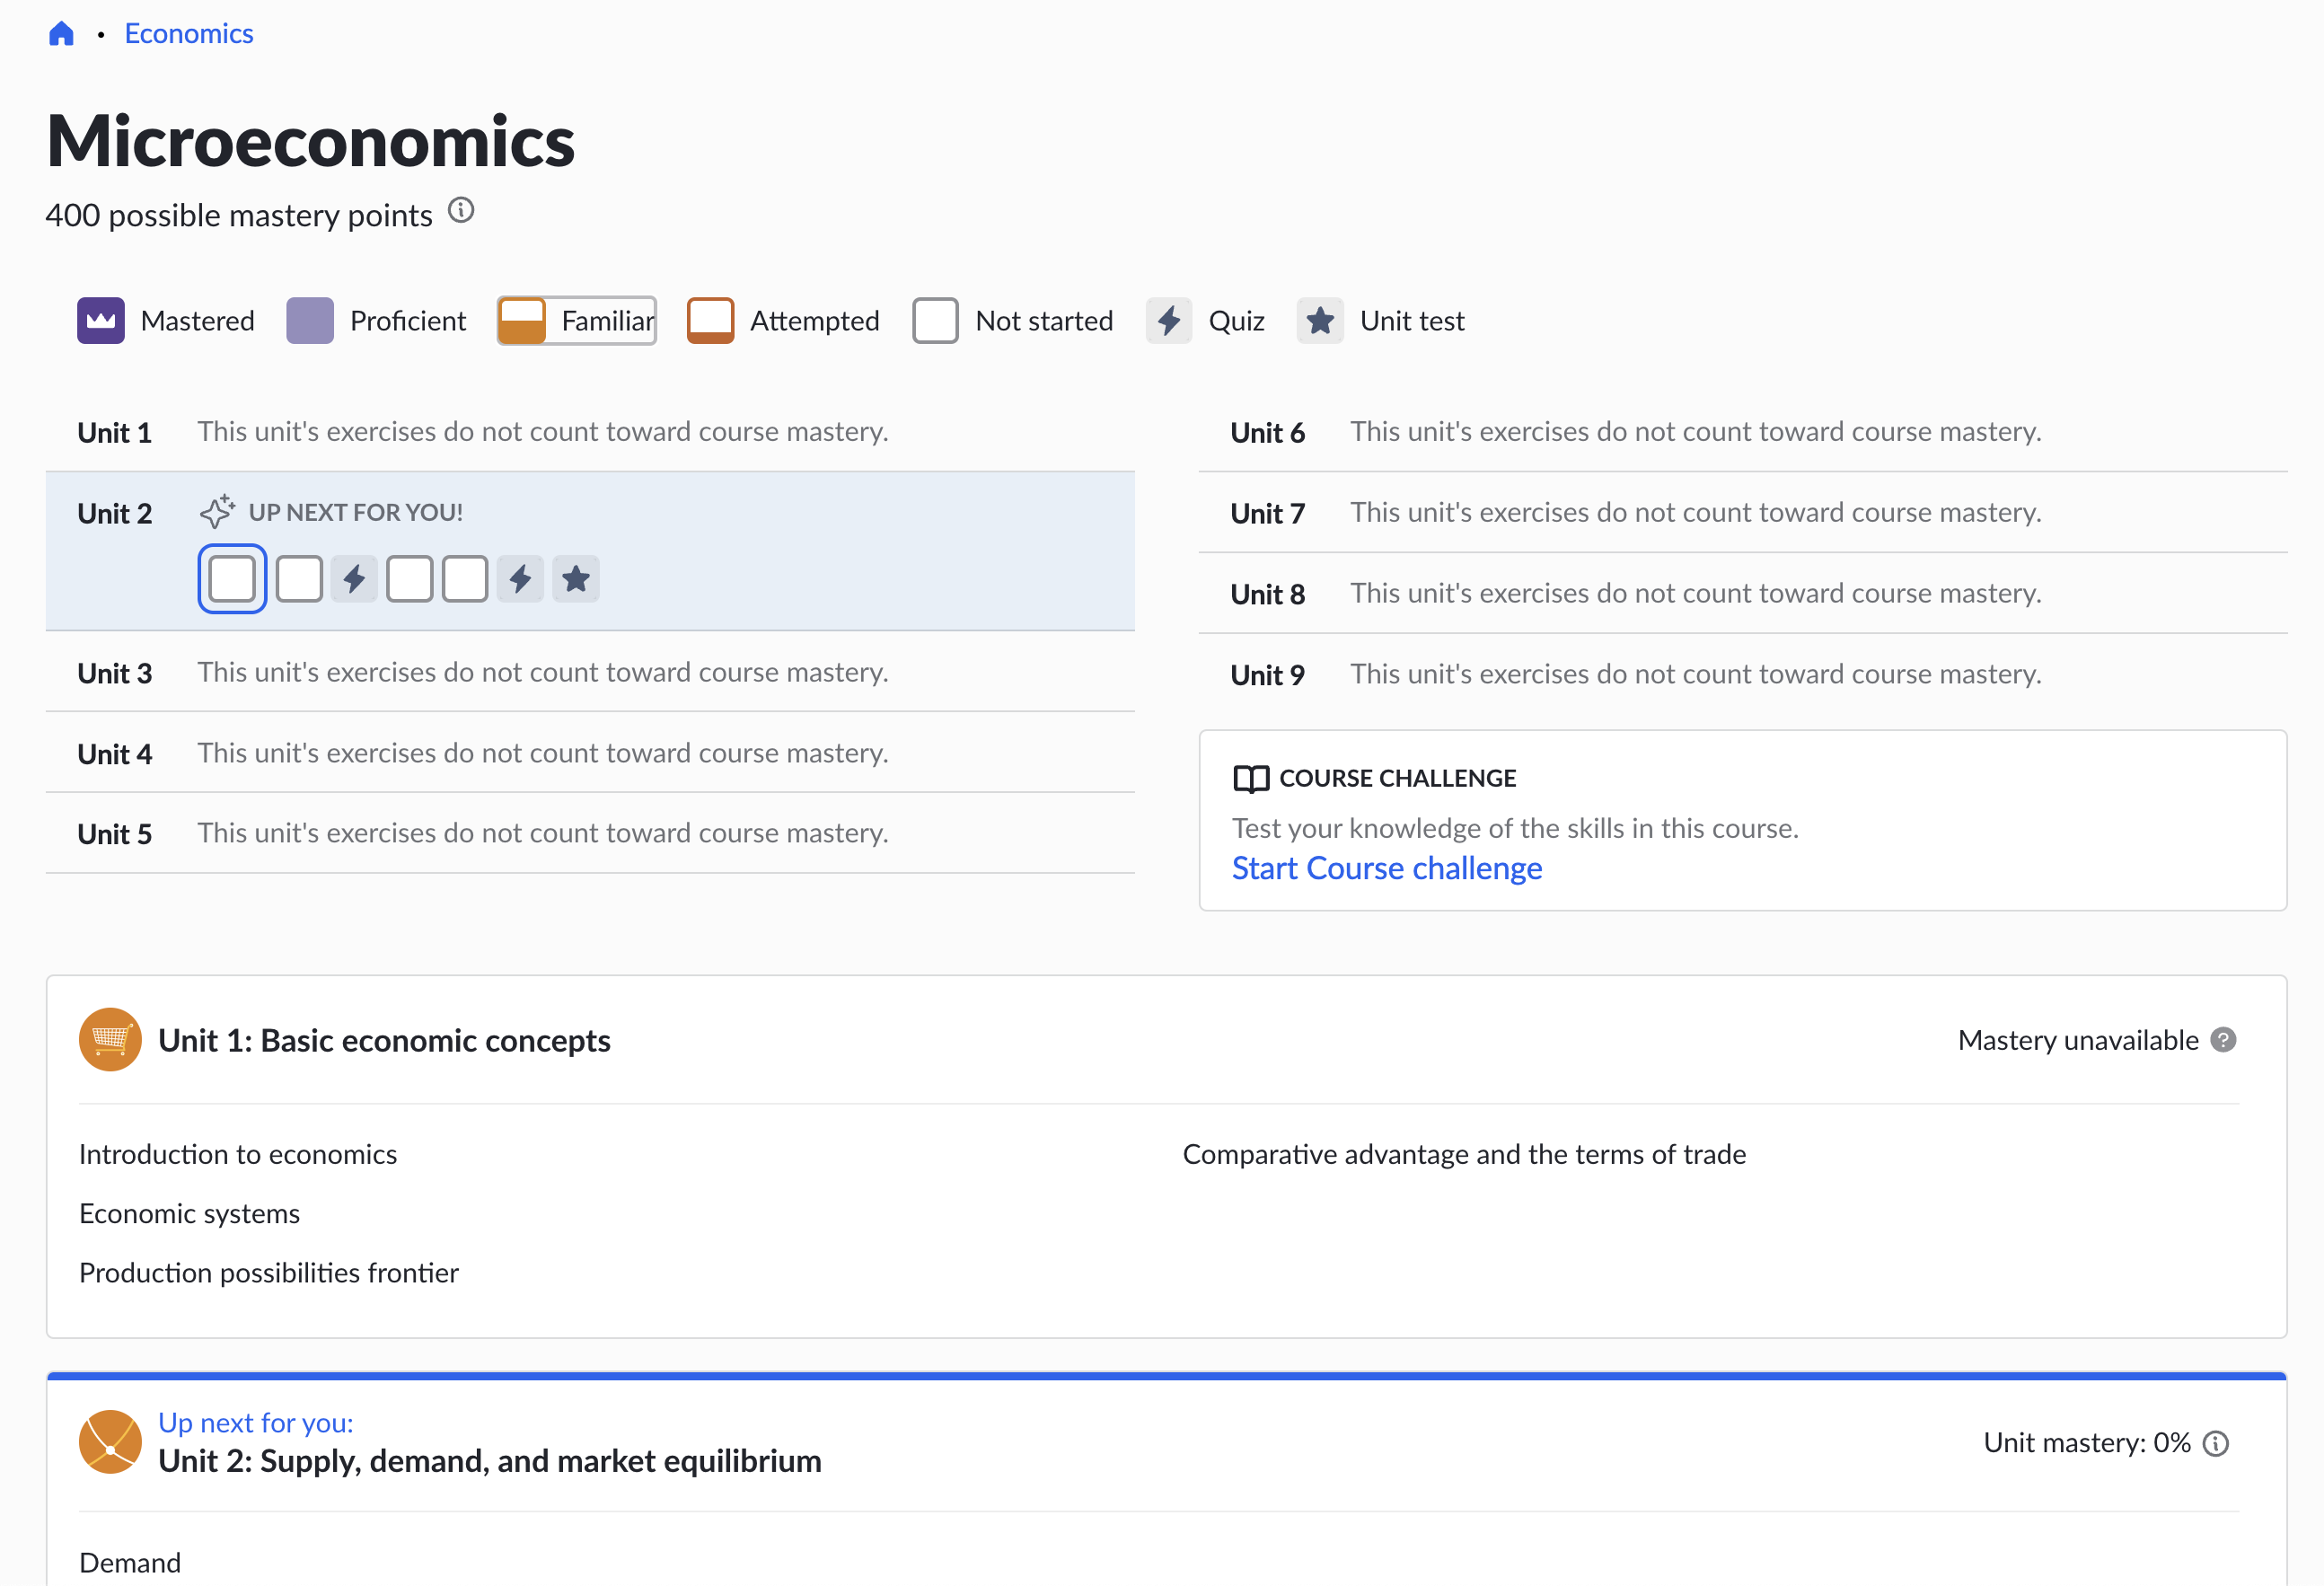 Economics
Microeconomics
400 possible mastery points
Mastered
Proficient
Familiar
Attempted
Not started
Quiz
Unit test
Unit 1 This unit's exercises do not count toward course mastery.
Unit 2 UP NEXT FOR YOU!
Unit 3 This unit's exercises do not count toward course mastery.
Unit 4 This unit's exercises do not count toward course mastery.
Unit 5 This unit's exercises do not count toward course mastery.
Unit 6 This unit's exercises do not count toward course mastery.
Unit 7 This unit's exercises do not count toward course mastery.
Unit 8 This unit's exercises do not count toward course mastery.
Unit 9 This unit's exercises do not count toward course mastery.
COURSE CHALLENGE
Test your knowledge of the skills in this course.
Start Course challenge
Unit 1: Basic economic concepts
Mastery unavailable
Introduction to economics
Economic systems
Production possibilities frontier
Comparative advantage and the terms of trade
Up next for you:
Unit 2: Supply, demand, and market equilibrium
Unit mastery: 0%
Demand